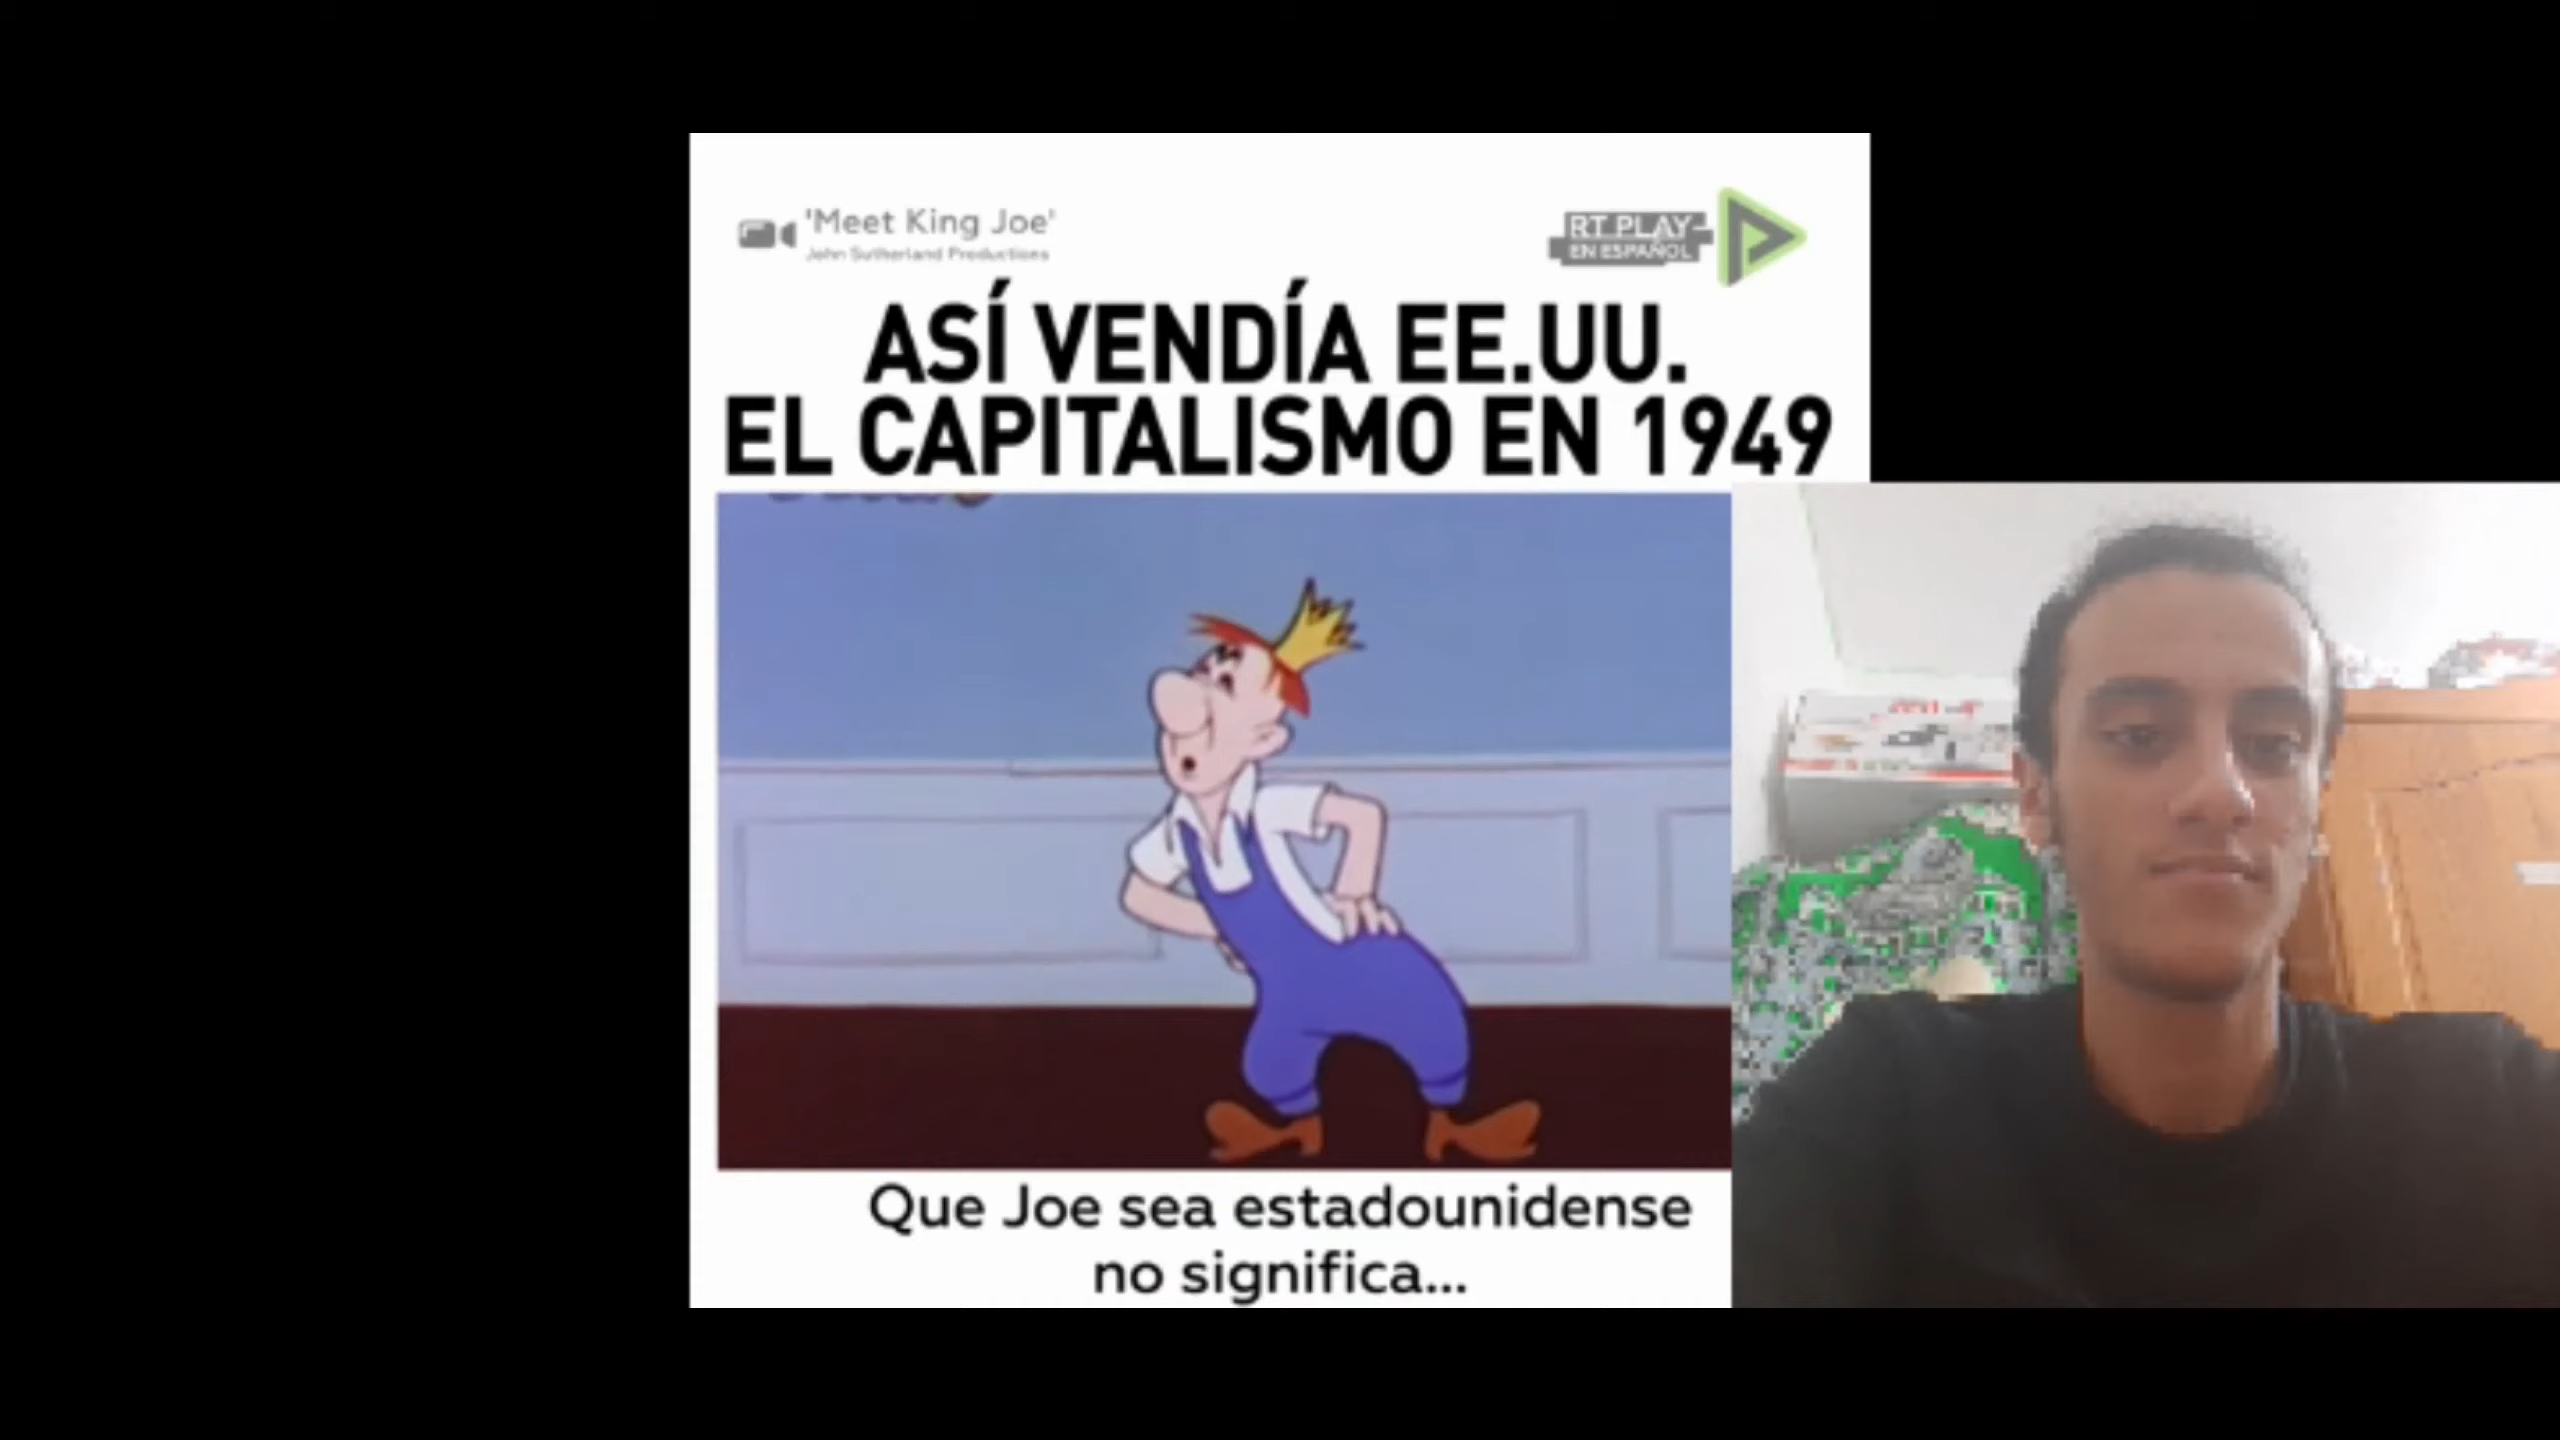 'Meet King Joe'
John Sutherland Productions
RT PLAY
EN ESPAÑOL
ASÍ VENDÍA EE.UU.
EL CAPITALISMO EN 1949
Que Joe sea estadounidense
no significa...